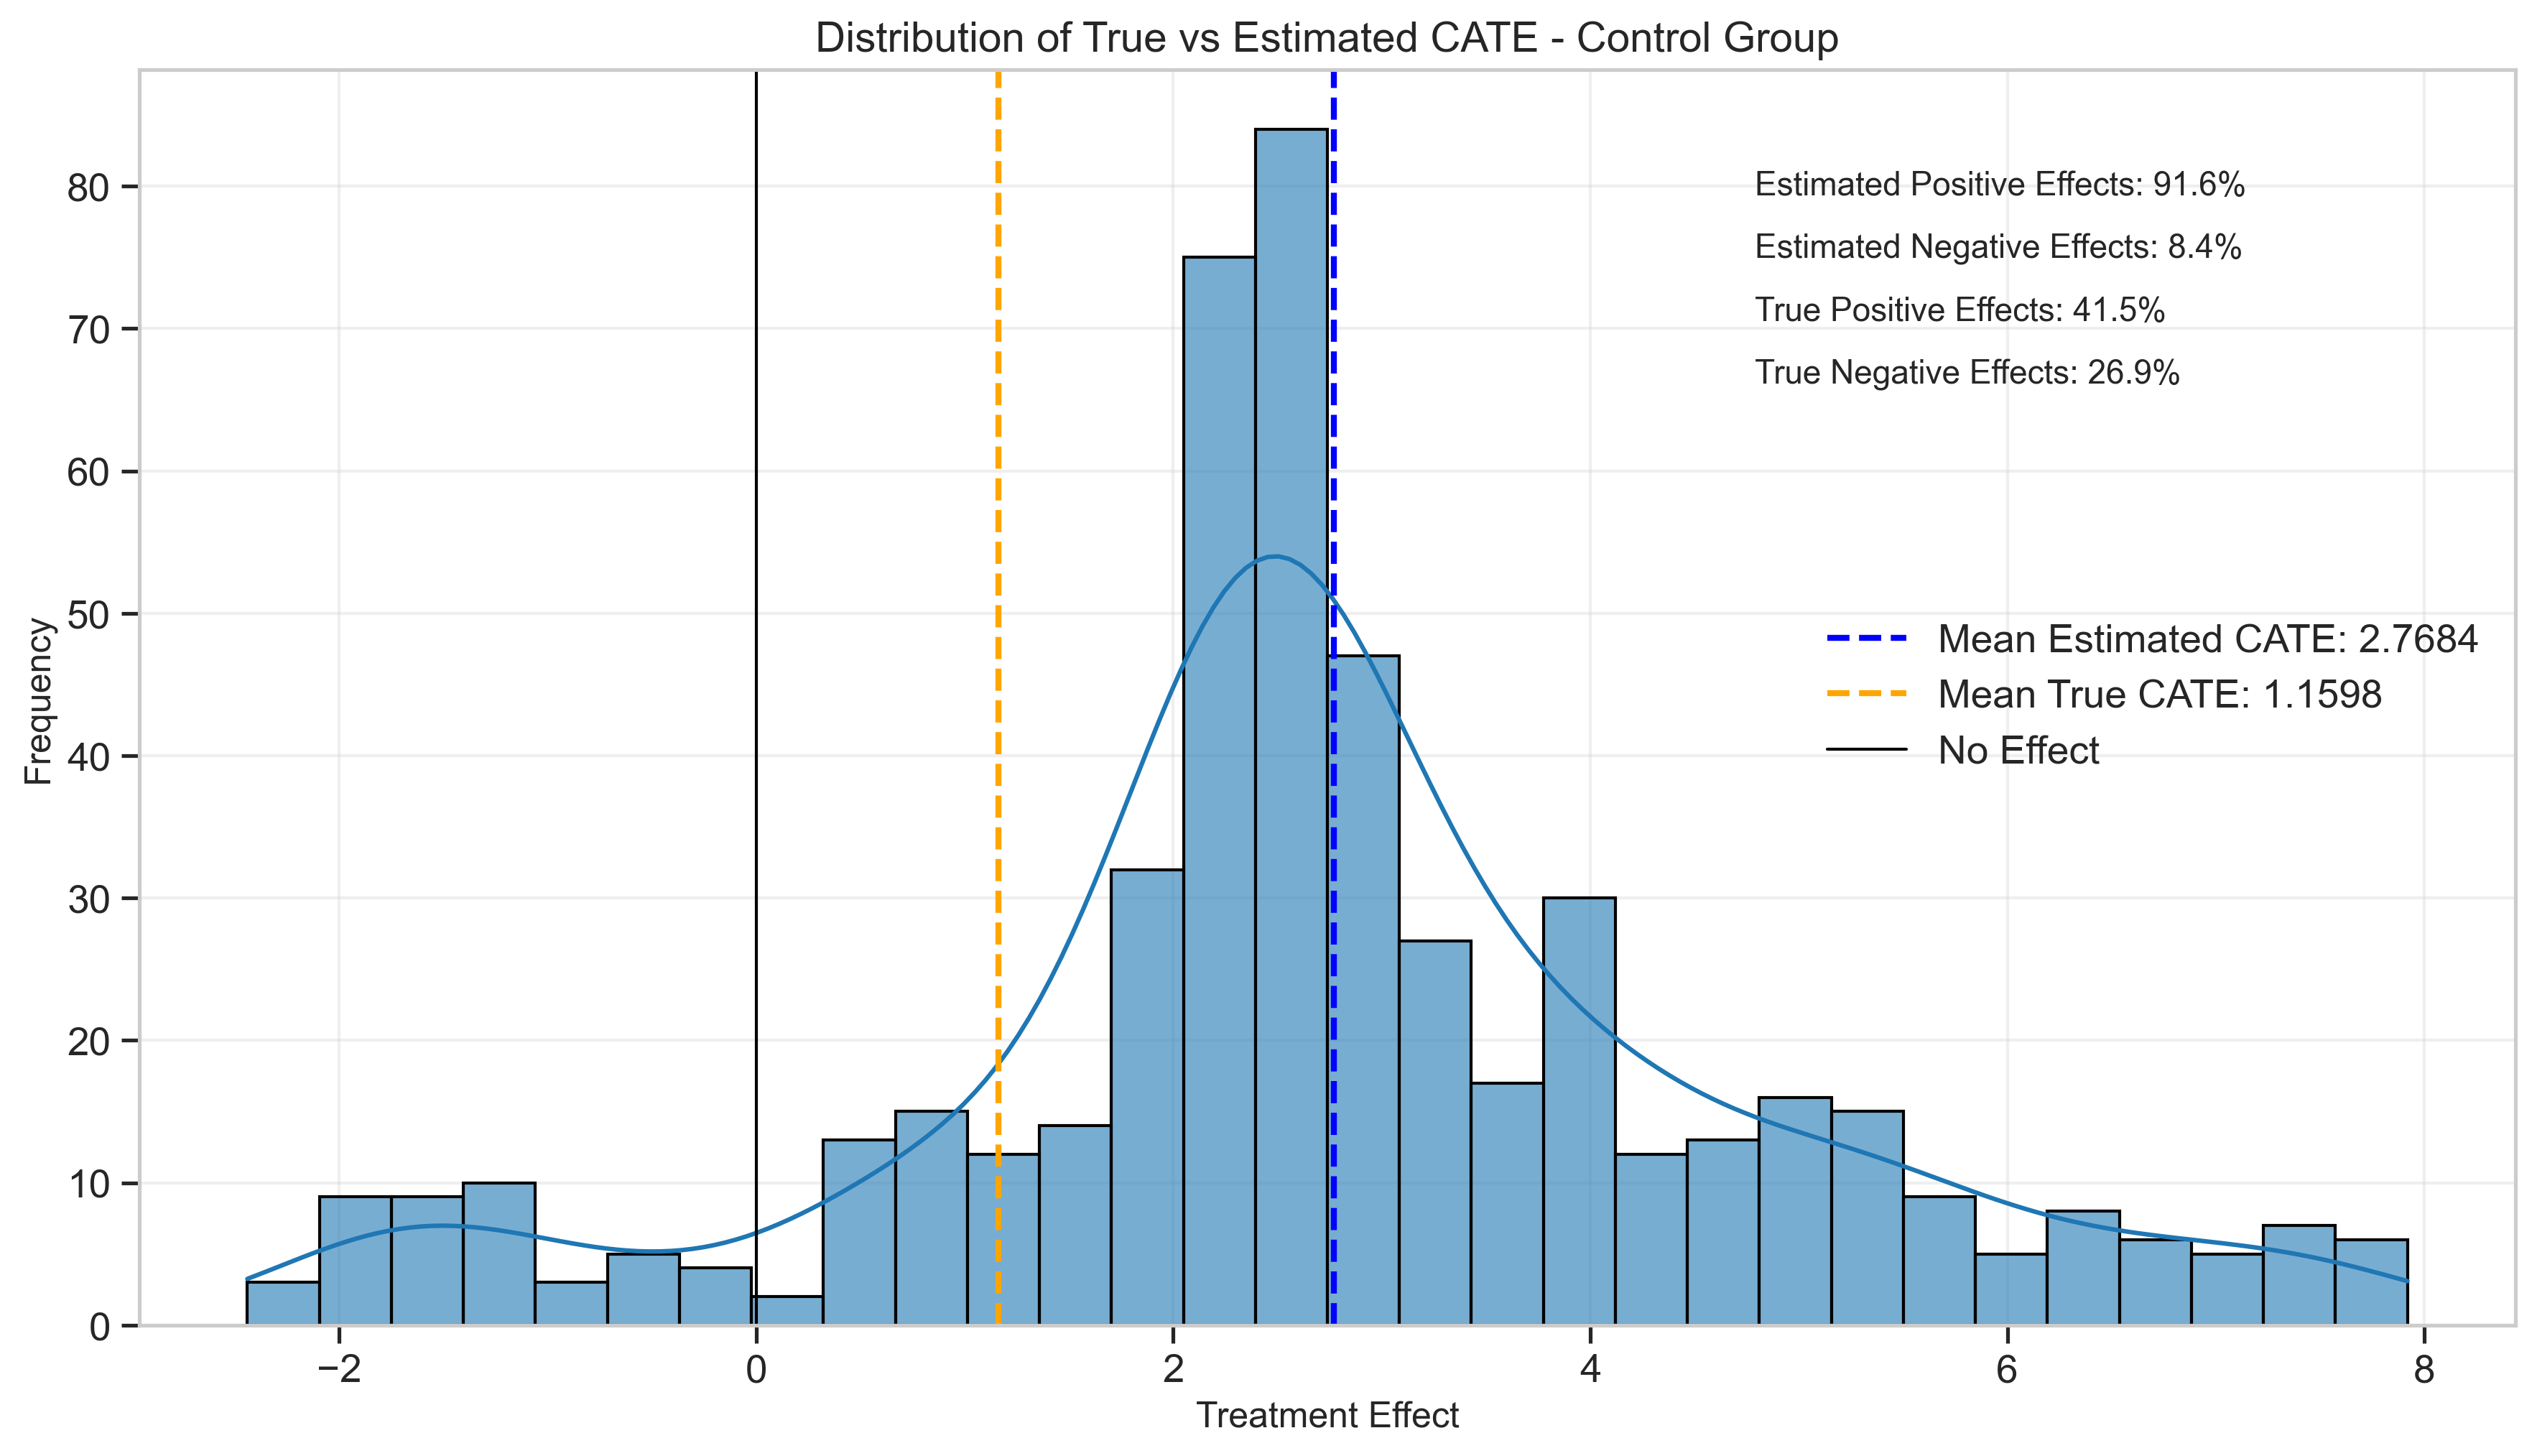 Distribution of True vs Estimated CATE - Control Group
Estimated Positive Effects: 91.6%
Estimated Negative Effects: 8.4%
True Positive Effects: 41.5%
True Negative Effects: 26.9%
Mean Estimated CATE: 2.7684
Mean True CATE: 1.1598
No Effect
Frequency
80
70
60
50
40
30
20
10
0
−2
0
2
4
6
8
Treatment Effect